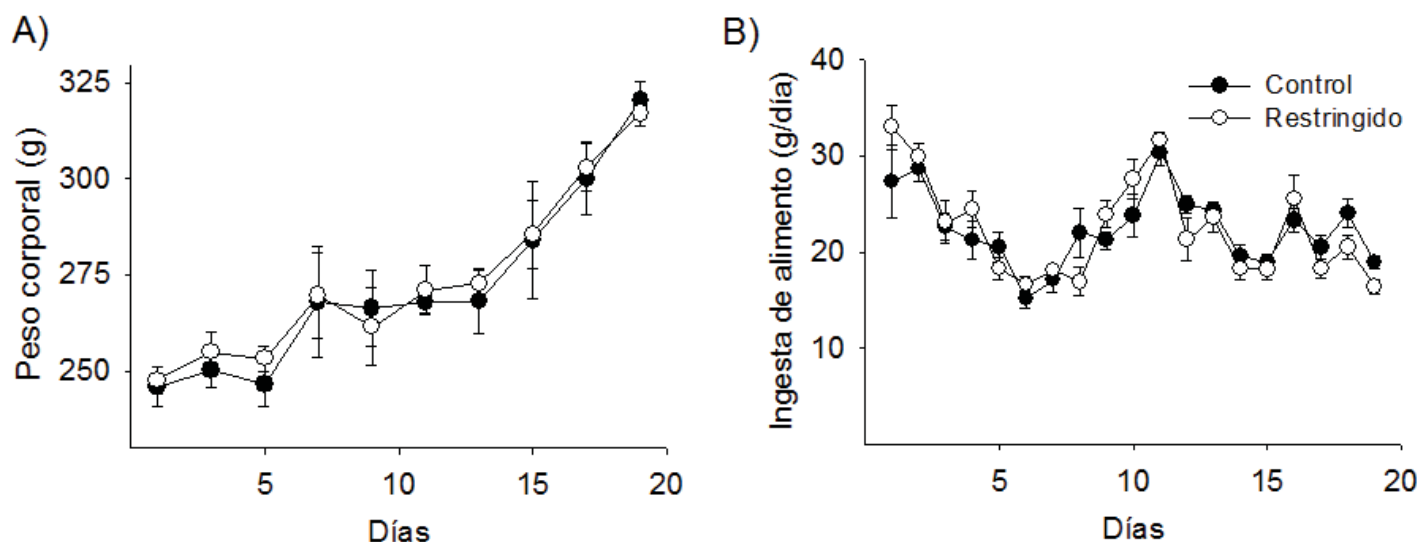 A)
Peso corporal (g)
325
300
275
250
5 10 15 20
Días
B)
Ingesta de alimento (g/día)
40
30
20
10
Control
Restringido
5 10 15 20
Días